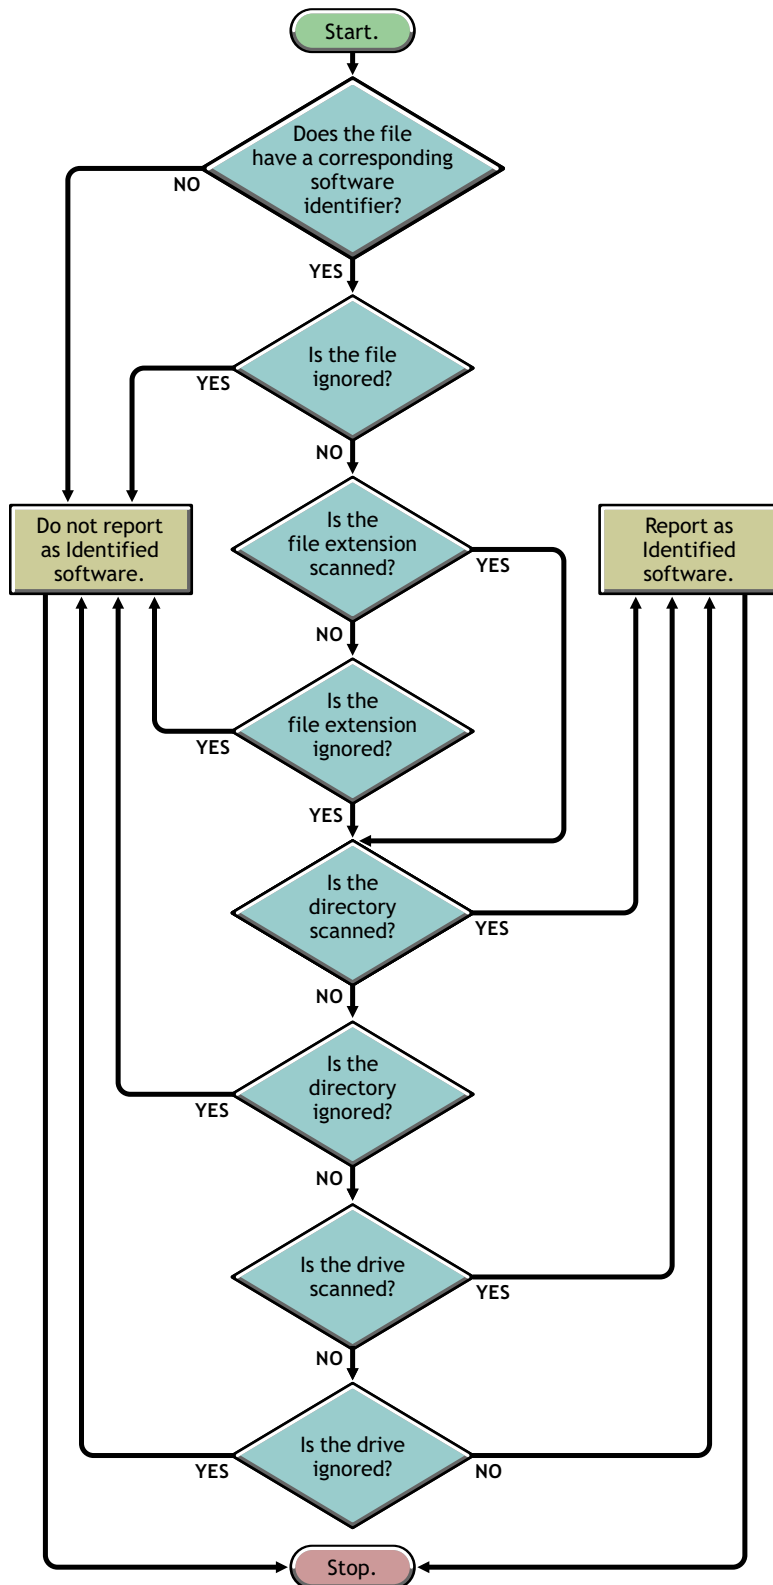 Start.
Does the file
have a corresponding
software
identifier?
NO
YES
Is the file
ignored?
YES
NO
Do not report
as Identified
software.
Is the
file extension
scanned?
YES
Report as
Identified
software.
NO
Is the
file extension
ignored?
YES
YES
Is the
directory
scanned?
YES
NO
Is the
directory
ignored?
YES
NO
Is the drive
scanned?
YES
NO
Is the drive
ignored?
YES
NO
Stop.